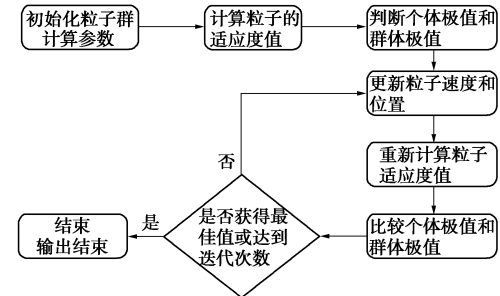 初始化粒子群
计算参数
计算粒子的
适应度值
判断个体极值和
群体极值
更新粒子速度和
位置
重新计算粒子
适应度值
比较个体极值和
群体极值
否
是否获得最
佳值或达到
迭代次数
是
结束
输出结束